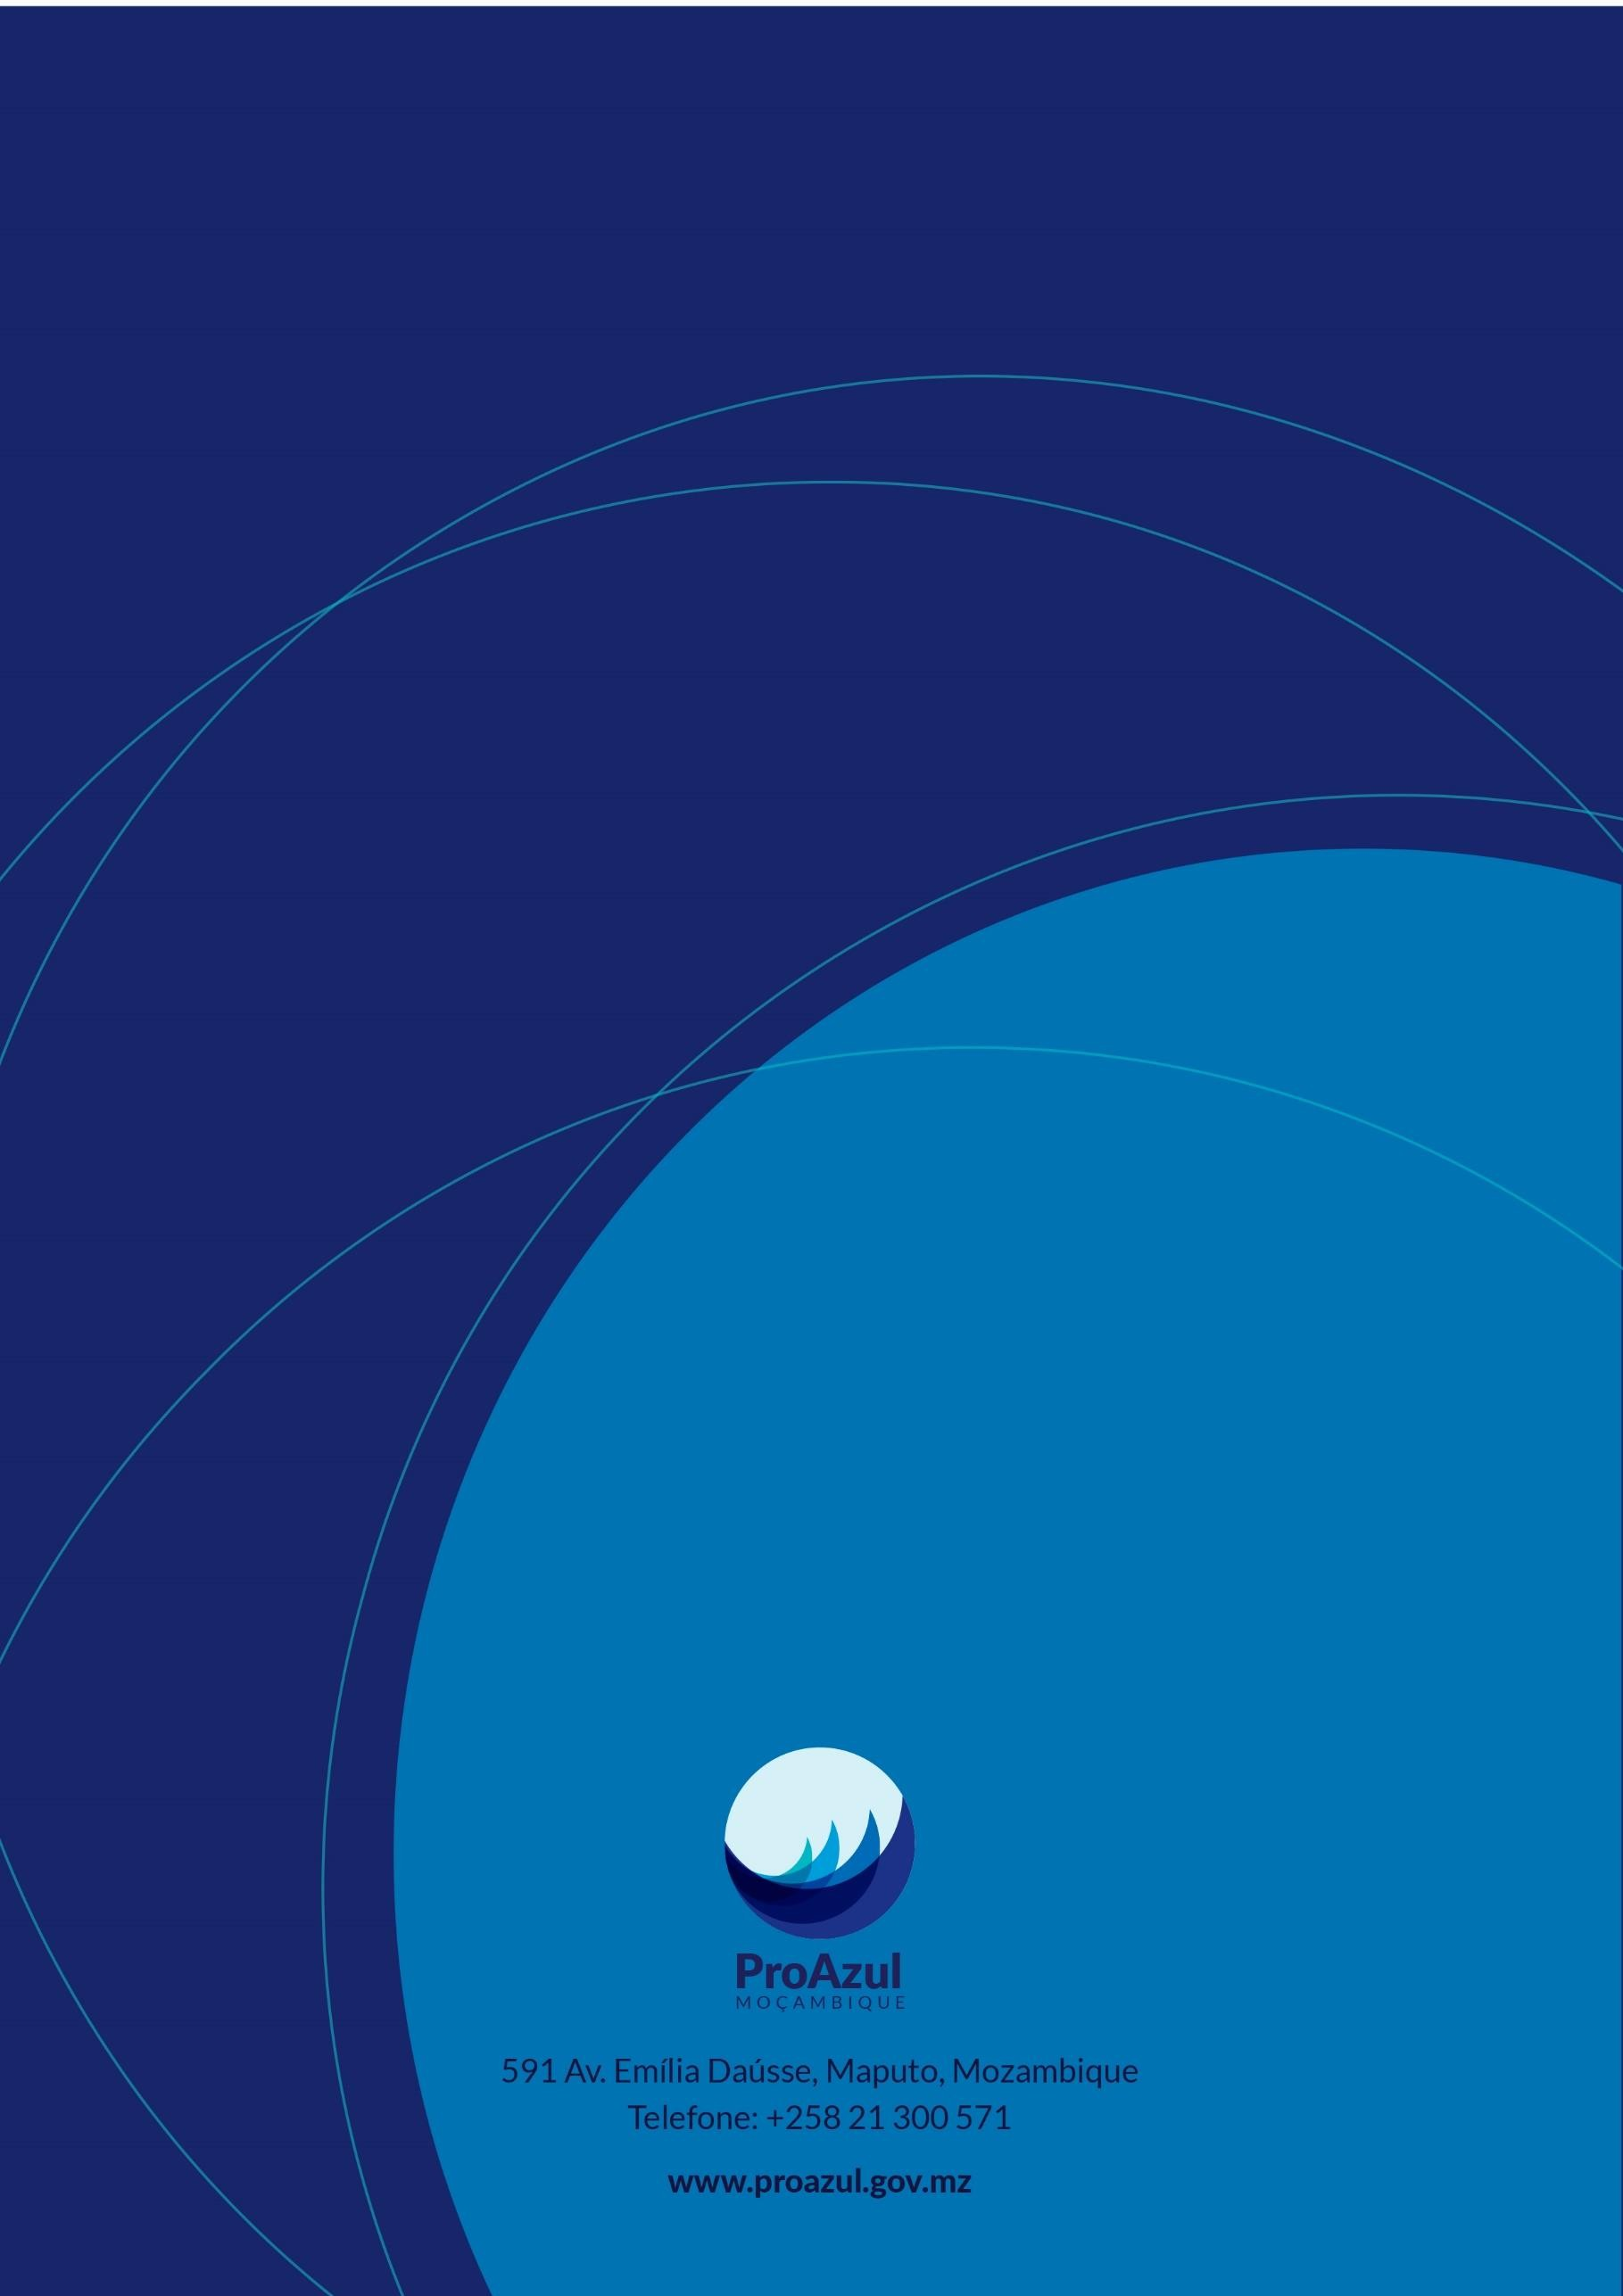 ProAzul
MOÇAMBIQUE
591 Av. Emília Daússe, Maputo, Mozambique
Telefone: +258 21 300 571
www.proazul.gov.mz